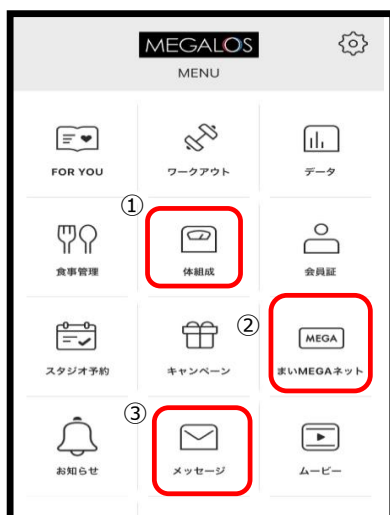 MEGALOS
MENU
FOR YOU
ワークアウト
データ
①
食事管理
体組成
会員証
②
MEGA
スタジオ予約
キャンペーン
まいMEGAネット
③
お知らせ
メッセージ
ムービー